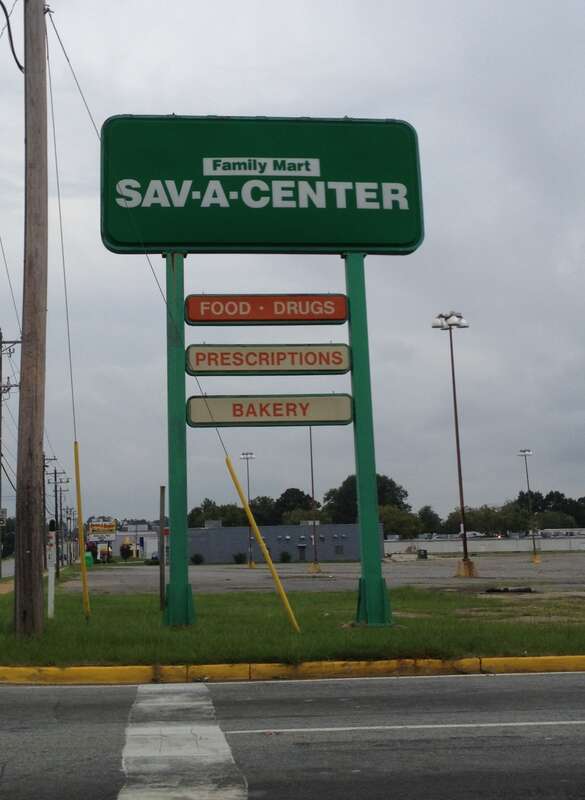 Family Mart
SAV-A-CENTER
FOOD · DRUGS
PRESCRIPTIONS
BAKERY